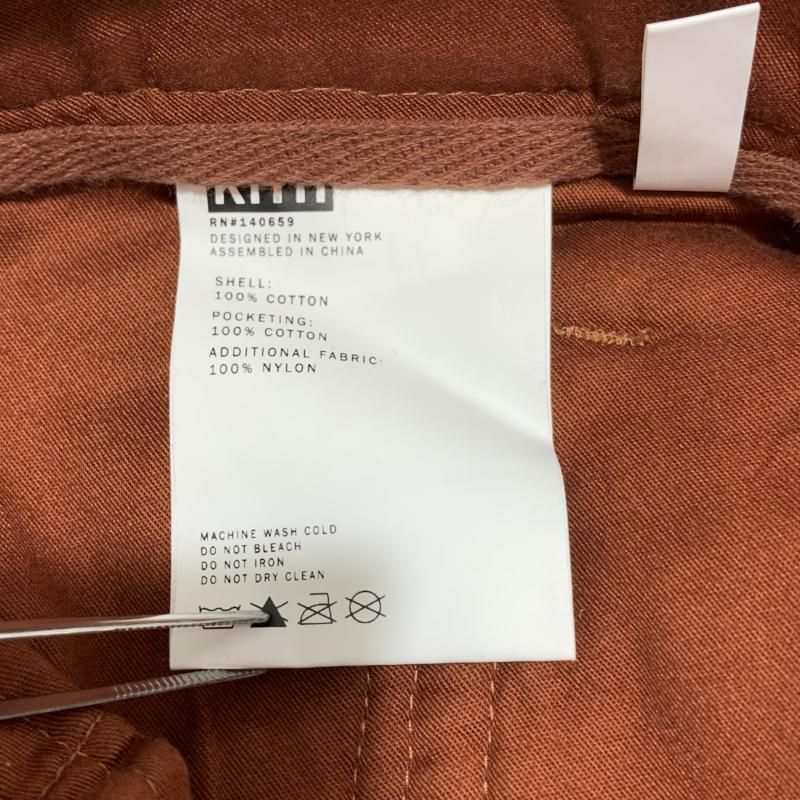 KITH
RN#140659
DESIGNED IN NEW YORK
ASSEMBLED IN CHINA
SHELL:
100% COTTON
POCKETING:
100% COTTON
ADDITIONAL FABRIC:
100% NYLON
MACHINE WASH COLD
DO NOT BLEACH
DO NOT IRON
DO NOT DRY CLEAN